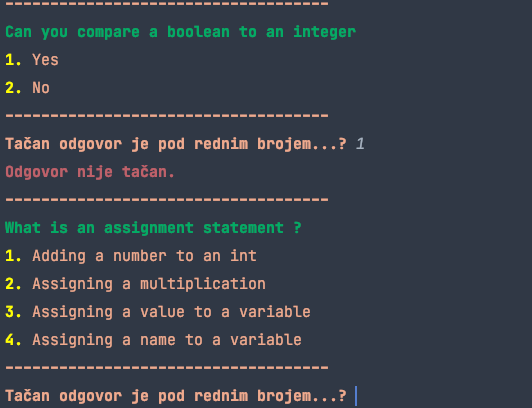 ------------------------------------
Can you compare a boolean to an integer
1. Yes
2. No
------------------------------------
Tačan odgovor je pod rednim brojem...? 1
Odgovor nije tačan.
------------------------------------
What is an assignment statement ?
1. Adding a number to an int
2. Assigning a multiplication
3. Assigning a value to a variable
4. Assigning a name to a variable
------------------------------------
Tačan odgovor je pod rednim brojem...?